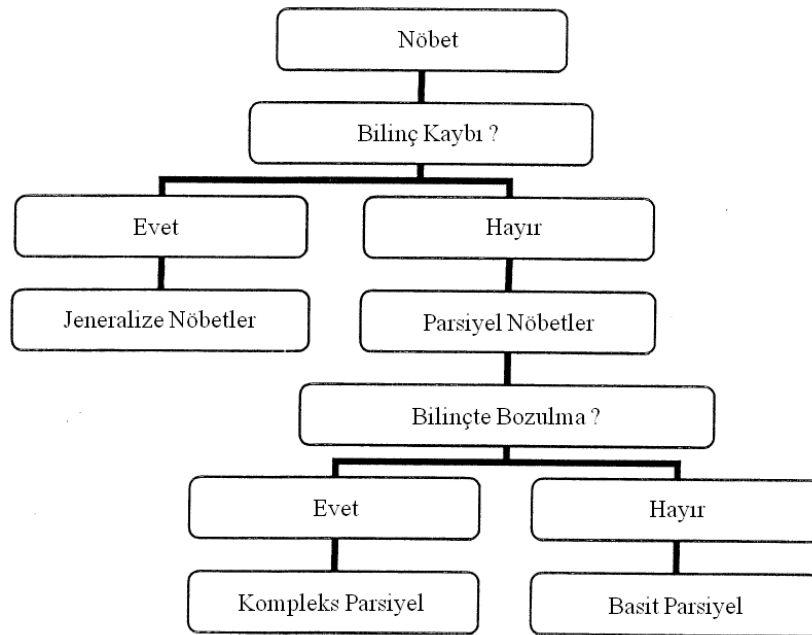 Nöbet
Bilinç Kaybı ?
Evet
Hayır
Jeneralize Nöbetler
Parsiyel Nöbetler
Bilinçte Bozulma ?
Evet
Hayır
Kompleks Parsiyel
Basit Parsiyel